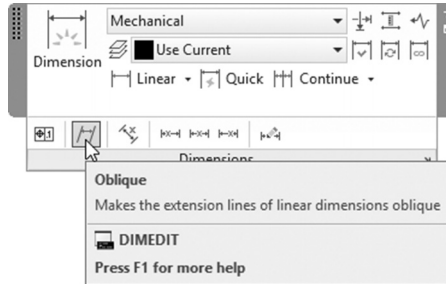 Mechanical
Use Current
Dimension
Linear
Quick
Continue
Dimensions
Oblique
Makes the extension lines of linear dimensions oblique
DIMEDIT
Press F1 for more help